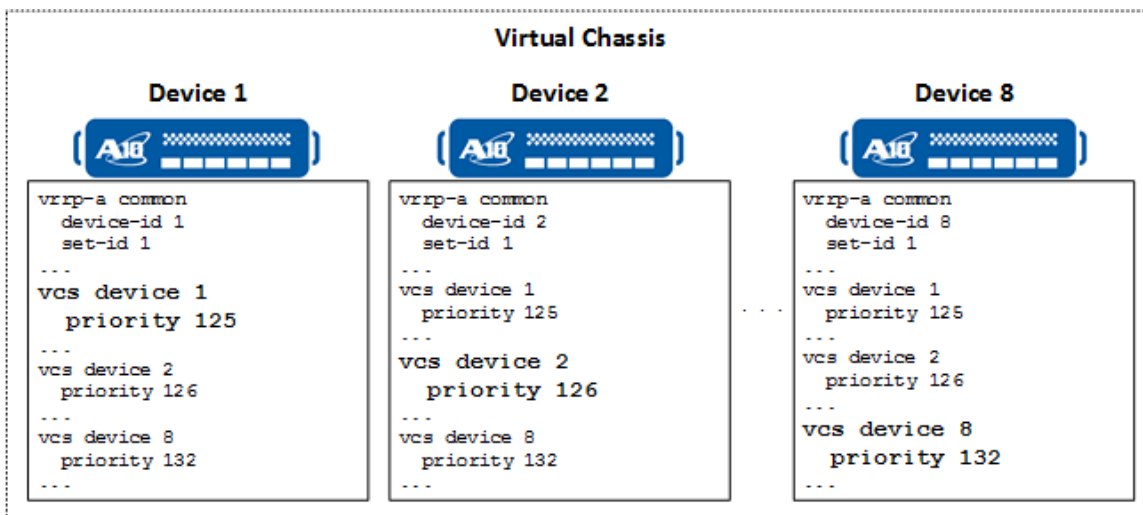 Virtual Chassis
Device 1
A10
vrrp-a common
device-id 1
set-id 1
...
vcs device 1
priority 125
...
vcs device 2
priority 126
...
vcs device 8
priority 132
...
Device 2
A10
vrrp-a common
device-id 2
set-id 1
...
vcs device 1
priority 125
...
vcs device 2
priority 126
...
vcs device 8
priority 132
...
. . .
Device 8
A10
vrrp-a common
device-id 8
set-id 1
...
vcs device 1
priority 125
...
vcs device 2
priority 126
...
vcs device 8
priority 132
...